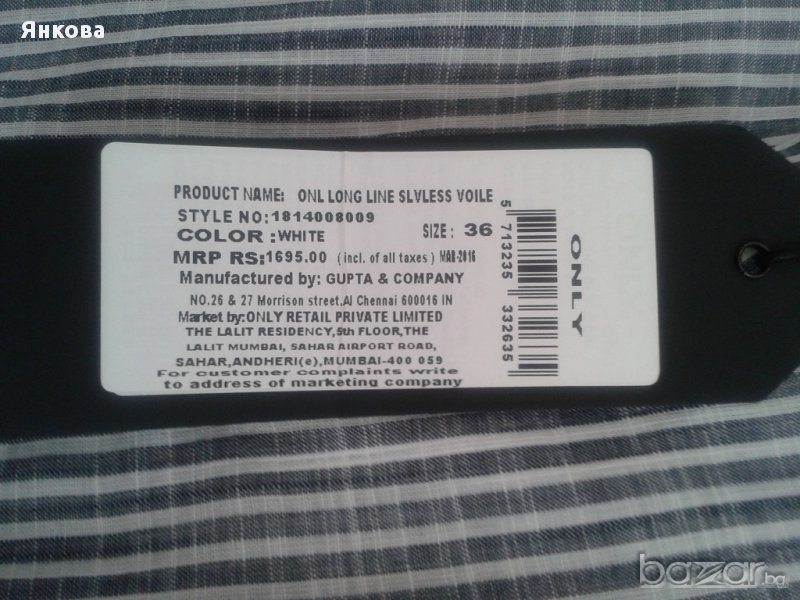 Янкова
PRODUCT NAME: ONL LONG LINE SLVLESS VOILE
STYLE NO:1814008009
COLOR :WHITE SIZE: 36
MRP RS:1695.00 (incl. of all taxes) MAR-2016
Manufactured by: GUPTA & COMPANY
NO.26 & 27 Morrison street,Al Chennai 600016 IN
Market by:ONLY RETAIL PRIVATE LIMITED
THE LALIT RESIDENCY,5th FLOOR,THE
LALIT MUMBAI, SAHAR AIRPORT ROAD,
SAHAR,ANDHERI(e),MUMBAI-400 059
For customer complaints write
to address of marketing company
5 713235 332635
ONLY
bazar.bg